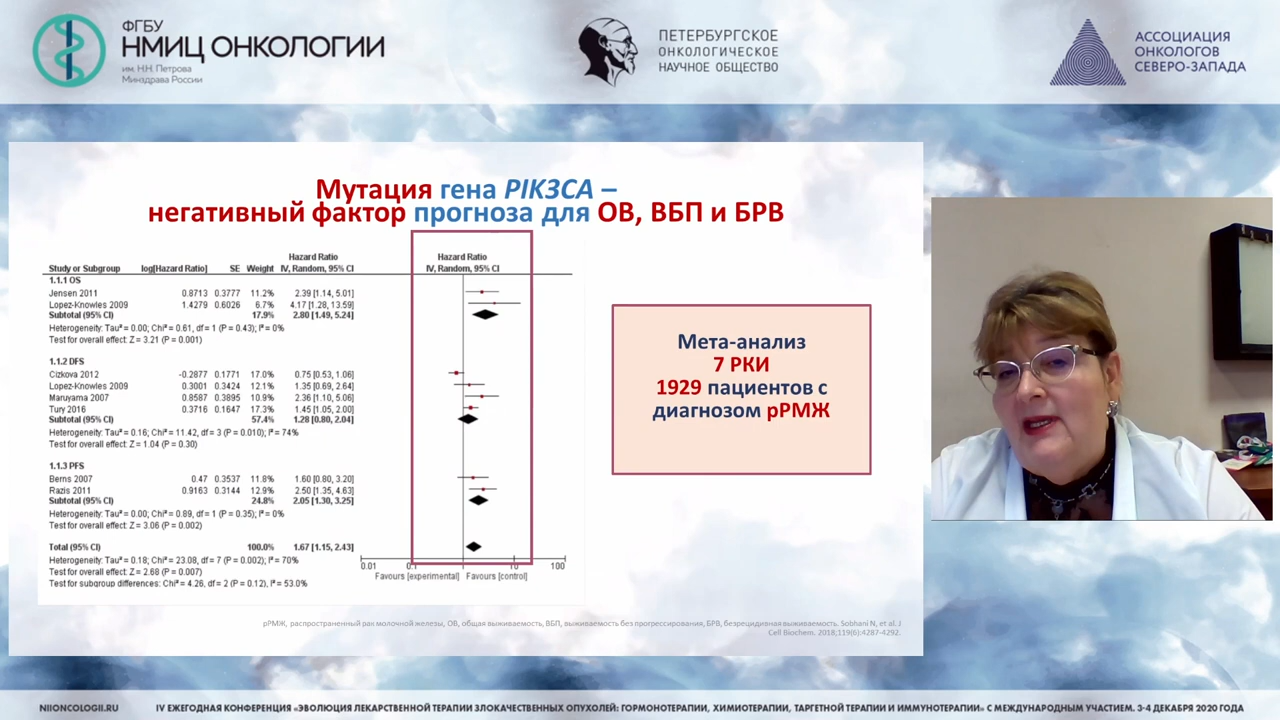 ФГБУ
НМИЦ ОНКОЛОГИИ
им. Н.Н. Петрова
Минздрава России
ПЕТЕРБУРГСКОЕ
ОНКОЛОГИЧЕСКОЕ
НАУЧНОЕ ОБЩЕСТВО
АССОЦИАЦИЯ
ОНКОЛОГОВ
СЕВЕРО-ЗАПАДА
Мутация гена PIK3CA –
негативный фактор прогноза для ОВ, ВБП и БРВ
Hazard Ratio Hazard Ratio
Study or Subgroup log[Hazard Ratio] SE Weight IV, Random, 95% CI IV, Random, 95% CI
1.1.1 OS
Jensen 2011 0.8713 0.3777 11.2% 2.39 [1.14, 5.01]
Lopez-Knowles 2009 1.4279 0.6026 6.7% 4.17 [1.28, 13.59]
Subtotal (95% CI) 17.9% 2.80 [1.49, 5.24]
Heterogeneity: Tau² = 0.00; Chi² = 0.61, df = 1 (P = 0.43); I² = 0%
Test for overall effect: Z = 3.21 (P = 0.001)
1.1.2 DFS
Cizkova 2012 -0.2877 0.1771 17.0% 0.75 [0.53, 1.06]
Lopez-Knowles 2009 0.3001 0.3424 12.1% 1.35 [0.69, 2.64]
Maruyama 2007 0.8587 0.3895 10.9% 2.36 [1.10, 5.06]
Tury 2016 0.3716 0.1647 17.3% 1.45 [1.05, 2.00]
Subtotal (95% CI) 57.4% 1.28 [0.80, 2.04]
Heterogeneity: Tau² = 0.16; Chi² = 11.42, df = 3 (P = 0.010); I² = 74%
Test for overall effect: Z = 1.04 (P = 0.30)
1.1.3 PFS
Berns 2007 0.47 0.3537 11.8% 1.60 [0.80, 3.20]
Razis 2011 0.9163 0.3144 12.9% 2.50 [1.35, 4.63]
Subtotal (95% CI) 24.8% 2.05 [1.30, 3.25]
Heterogeneity: Tau² = 0.00; Chi² = 0.89, df = 1 (P = 0.35); I² = 0%
Test for overall effect: Z = 3.06 (P = 0.002)
Total (95% CI) 100.0% 1.67 [1.15, 2.43]
Heterogeneity: Tau² = 0.18; Chi² = 23.08, df = 7 (P = 0.002); I² = 70%
Test for overall effect: Z = 2.68 (P = 0.007)
Test for subgroup differences: Chi² = 4.26, df = 2 (P = 0.12), I² = 53.0%
0.01 0.1 1 10 100
Favours [experimental] Favours [control]
Мета-анализ
7 РКИ
1929 пациентов с
диагнозом рРМЖ
рРМЖ, распространенный рак молочной железы, ОВ, общая выживаемость, ВБП, выживаемость без прогрессирования, БРВ, безрецидивная выживаемость. Sobhani N, et al. J
Cell Biochem. 2018;119(6):4287-4292.
NIIONCOLOGII.RU IV ЕЖЕГОДНАЯ КОНФЕРЕНЦИЯ «ЭВОЛЮЦИЯ ЛЕКАРСТВЕННОЙ ТЕРАПИИ ЗЛОКАЧЕСТВЕННЫХ ОПУХОЛЕЙ: ГОРМОНОТЕРАПИИ, ХИМИОТЕРАПИИ, ТАРГЕТНОЙ ТЕРАПИИ И ИММУНОТЕРАПИИ» С МЕЖДУНАРОДНЫМ УЧАСТИЕМ. 3-4 ДЕКАБРЯ 2020 ГОДА